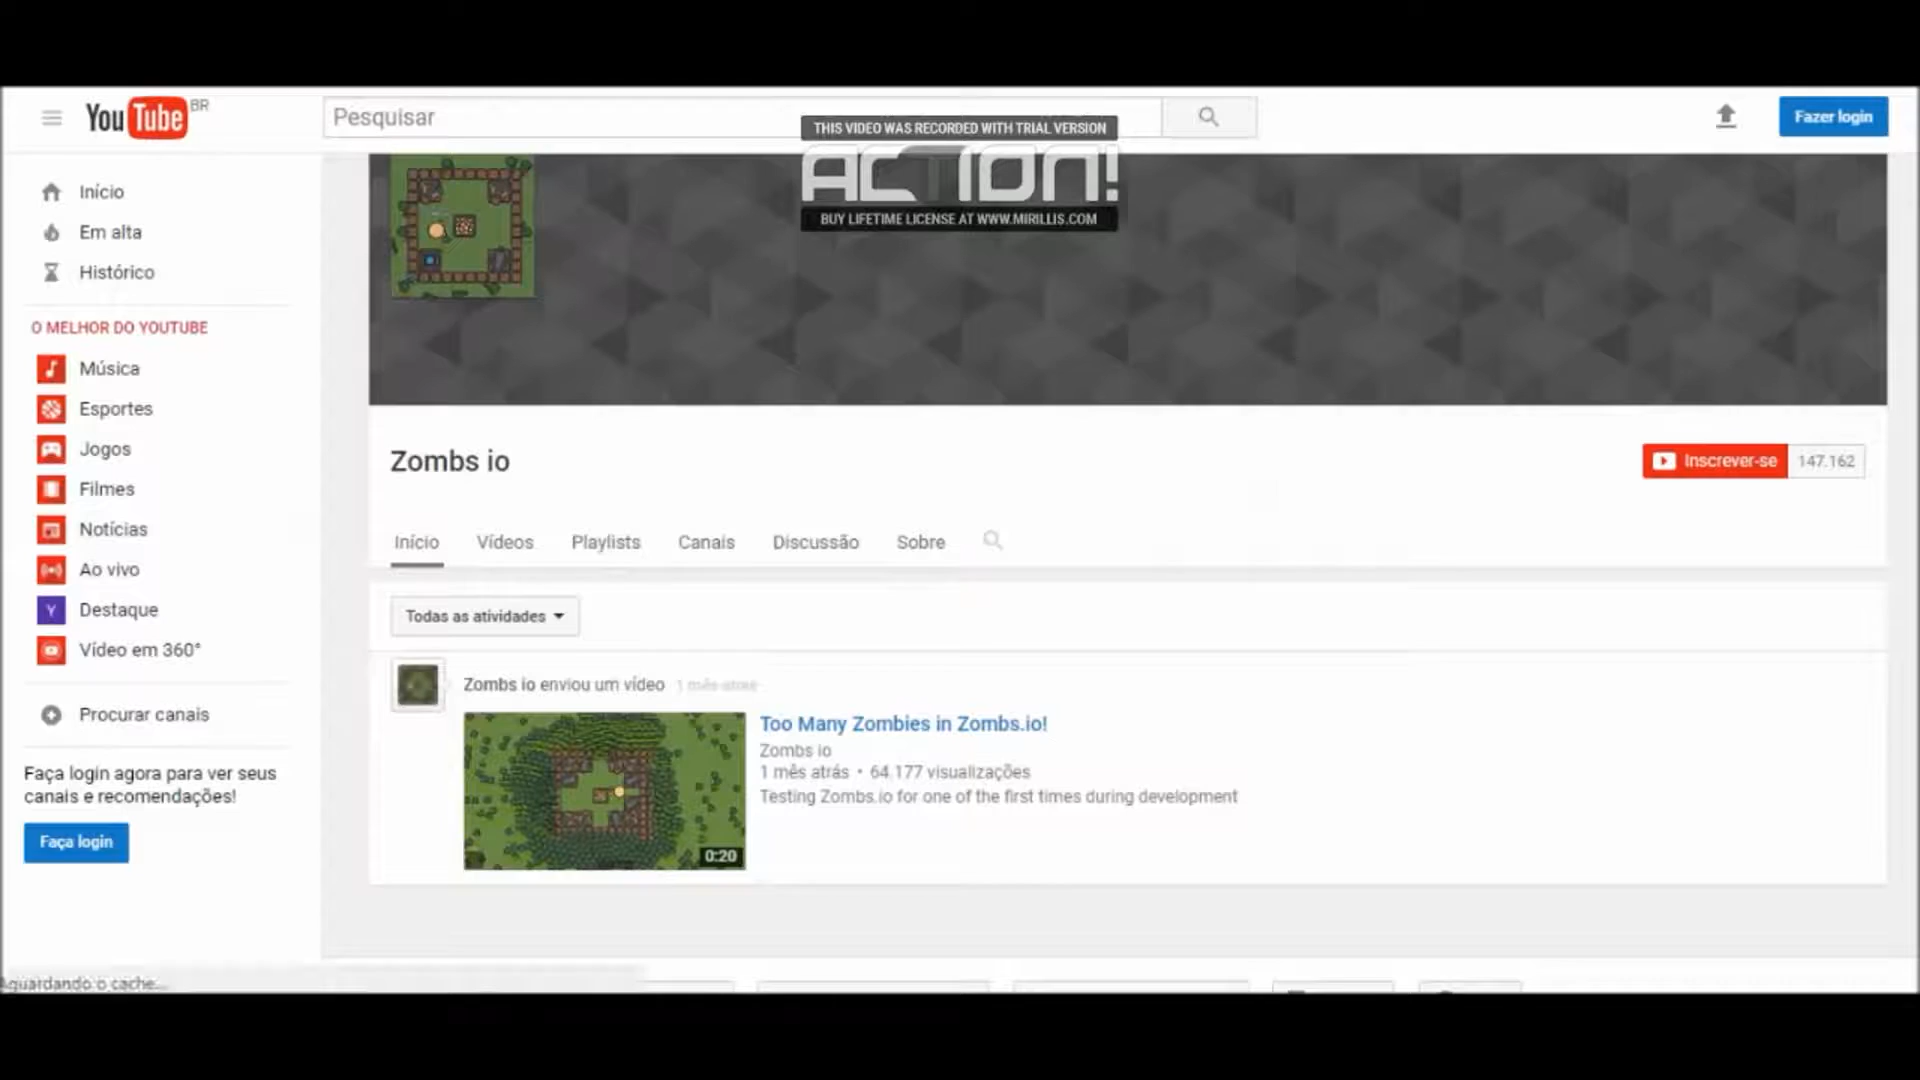 YouTube BR
Pesquisar
THIS VIDEO WAS RECORDED WITH TRIAL VERSION
ACTION!
BUY LIFETIME LICENSE AT WWW.MIRILLIS.COM
Fazer login
Início
Em alta
Histórico
O MELHOR DO YOUTUBE
Música
Esportes
Jogos
Filmes
Notícias
Ao vivo
Destaque
Vídeo em 360°
Procurar canais
Faça login agora para ver seus
canais e recomendações!
Faça login
Zombs io
Inscrever-se 147.162
Início Vídeos Playlists Canais Discussão Sobre
Todas as atividades
Zombs io enviou um vídeo 1 mês atrás
0:20
Too Many Zombies in Zombs.io!
Zombs io
1 mês atrás • 64.177 visualizações
Testing Zombs.io for one of the first times during development
Aguardando o cache...